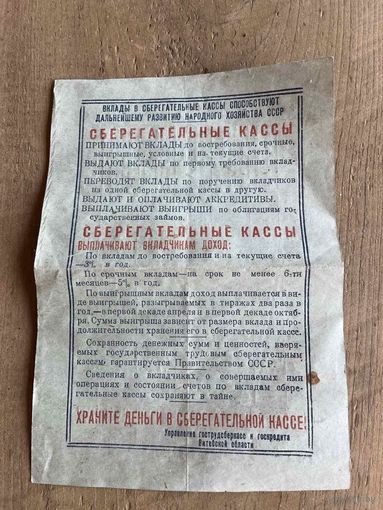 ВКЛАДЫ В СБЕРЕГАТЕЛЬНЫЕ КАССЫ СПОСОБСТВУЮТ
ДАЛЬНЕЙШЕМУ РАЗВИТИЮ НАРОДНОГО ХОЗЯЙСТВА СССР
СБЕРЕГАТЕЛЬНЫЕ КАССЫ
ПРИНИМАЮТ ВКЛАДЫ до востребования, срочные,
выигрышные, условные и на текущие счета.
ВЫДАЮТ ВКЛАДЫ по первому требованию вклад-
чиков.
ПЕРЕВОДЯТ ВКЛАДЫ по поручению вкладчиков
из одной сберегательной кассы в другую.
ВЫДАЮТ И ОПЛАЧИВАЮТ АККРЕДИТИВЫ.
ВЫПЛАЧИВАЮТ ВЫИГРЫШИ по облигациям го-
сударственных займов.
СБЕРЕГАТЕЛЬНЫЕ КАССЫ
ВЫПЛАЧИВАЮТ ВКЛАДЧИКАМ ДОХОД:
По вкладам до востребования и на текущие счета
—3% в год.
По срочным вкладам—на срок не менее 6-ти
месяцев—5% в год.
По выигрышным вкладам доход выплачивается в ви-
де выигрышей, разыгрываемых в тиражах два раза в
год,—в первой декаде апреля и в первой декаде октяб-
ря. Сумма выигрыша зависит от размера вклада и про-
должительности хранения его в сберегательной кассе.
Сохранность денежных сумм и ценностей, вверя-
емых государственным трудовым сберегательным
кассам, гарантируется Правительством СССР.
Сведения о вкладчиках, о совершаемых ими
операциях и состоянии счетов по вкладам сбере-
гательные кассы сохраняют в тайне.
ХРАНИТЕ ДЕНЬГИ В СБЕРЕГАТЕЛЬНОЙ КАССЕ!
Управление гострудсберкасс и госкредита
Витебской области